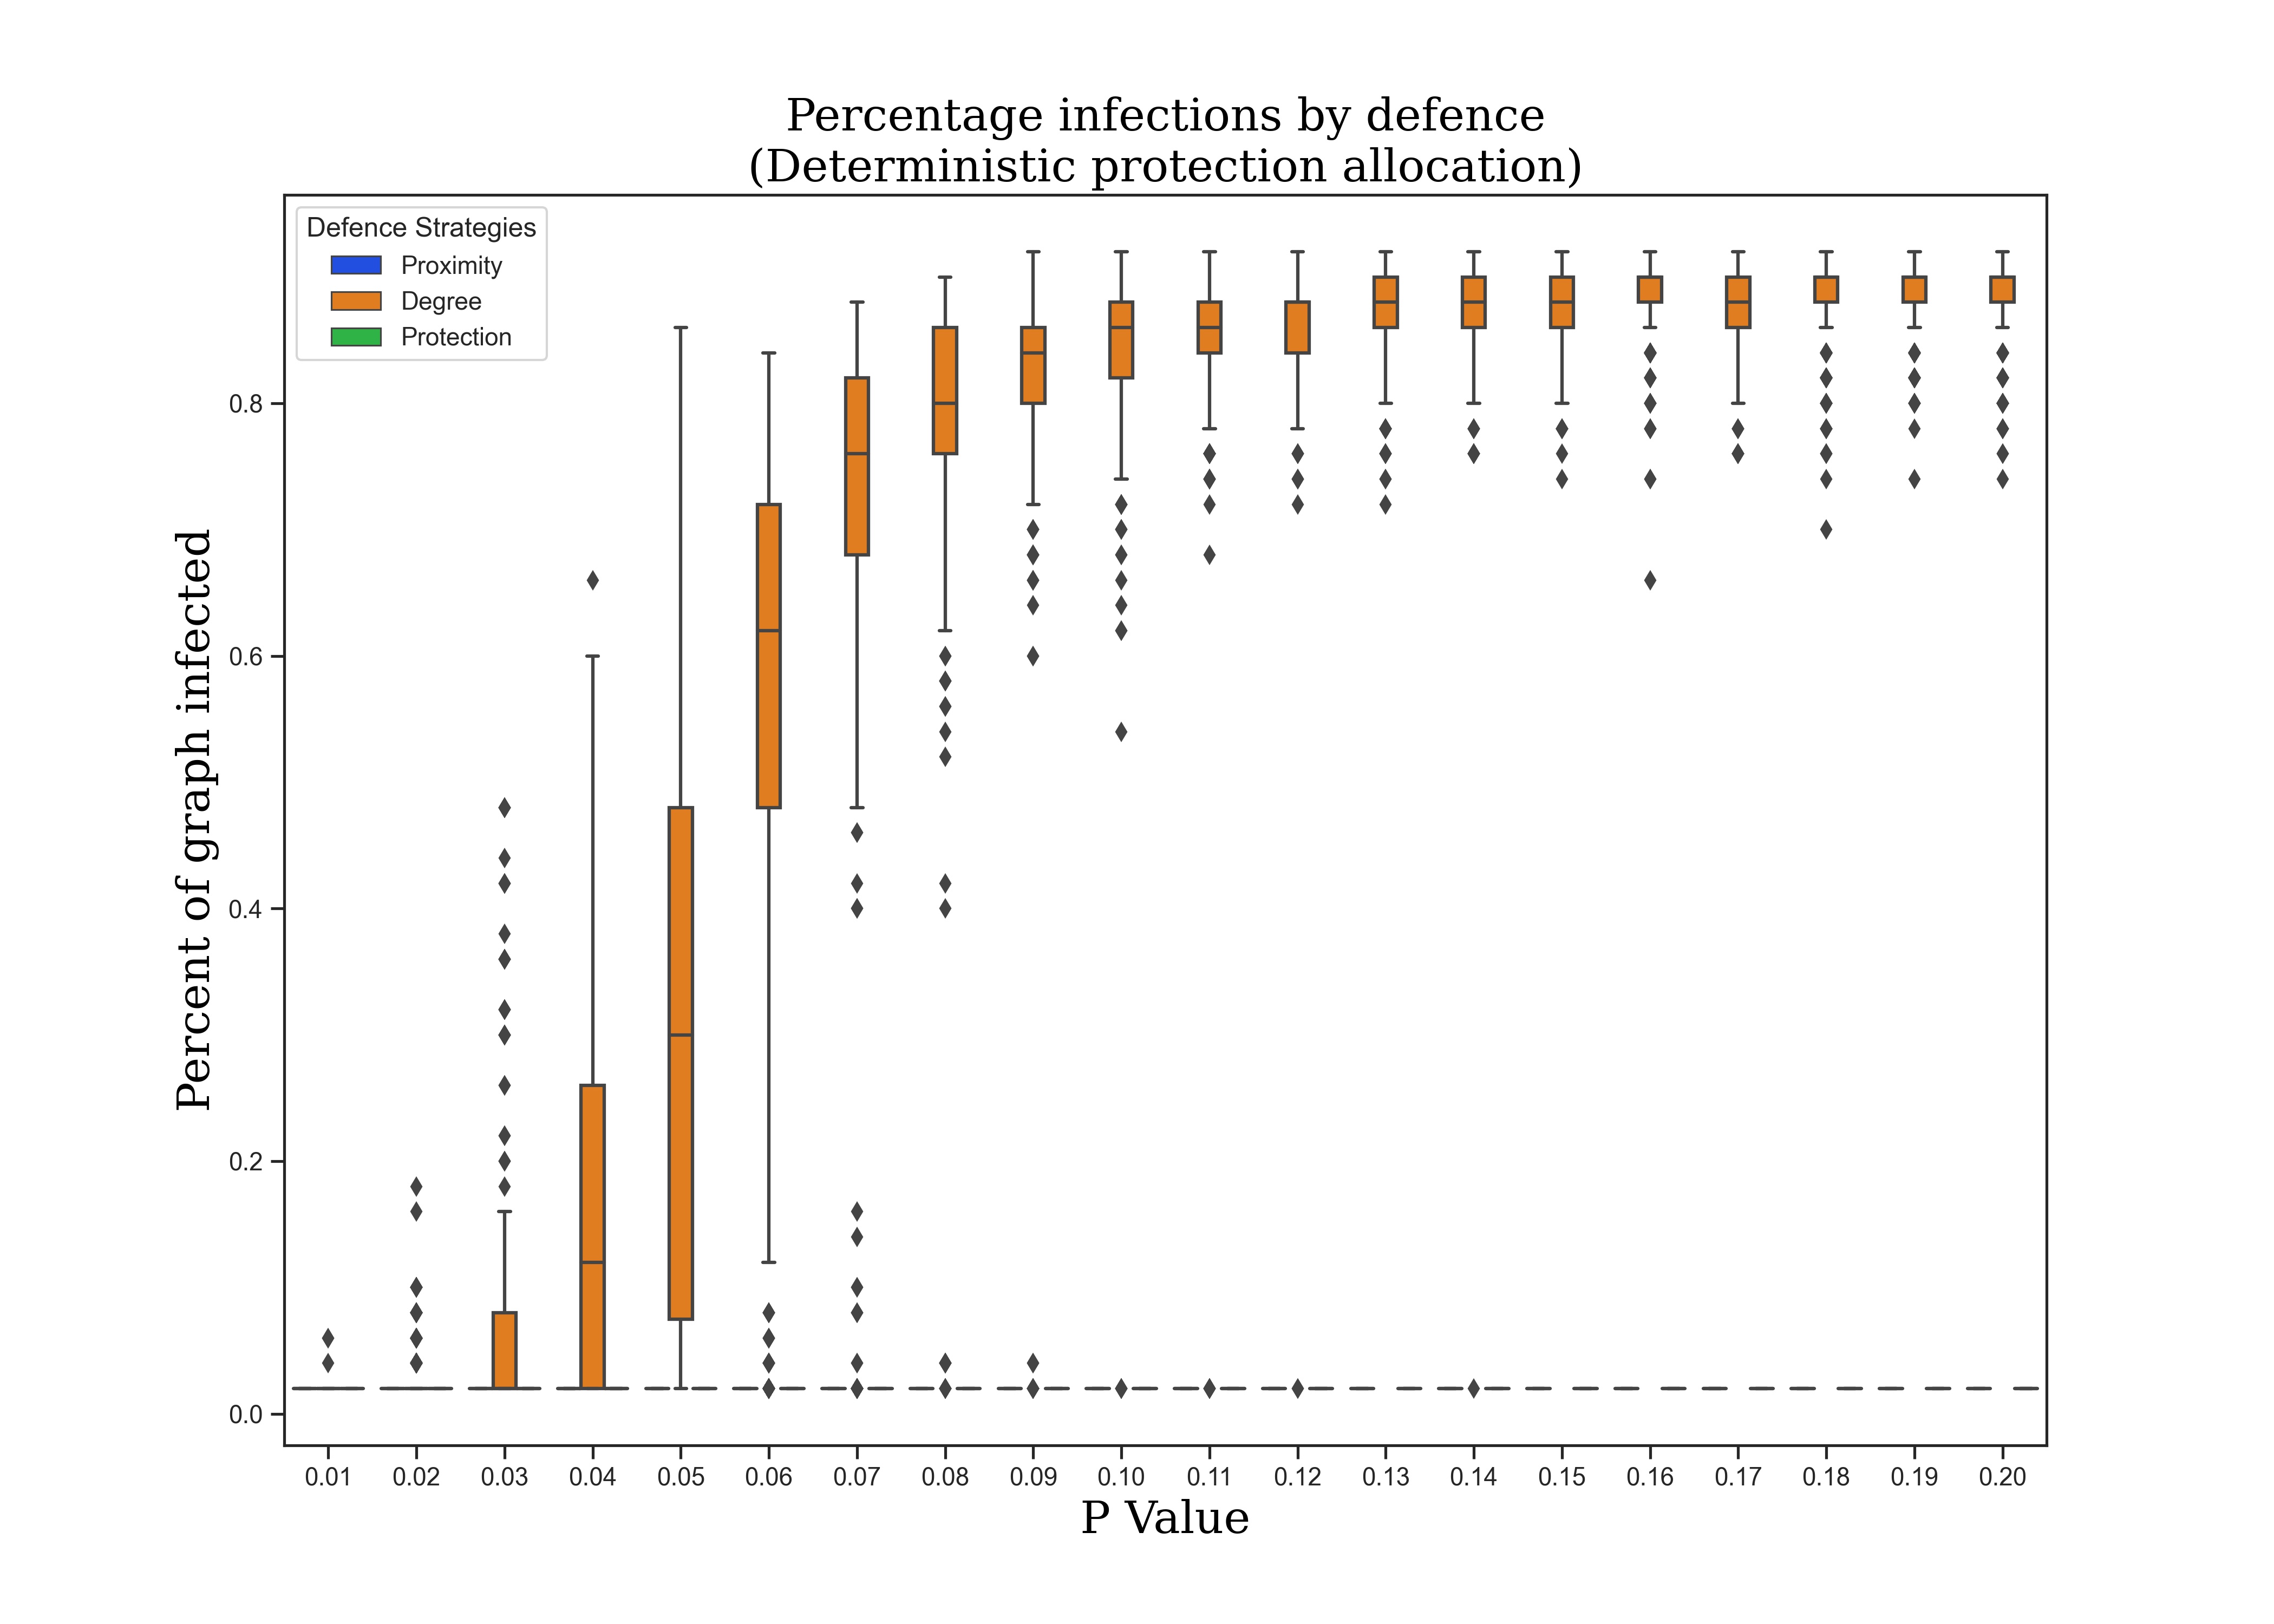 Percentage infections by defence
(Deterministic protection allocation)
Defence Strategies
Proximity
Degree
Protection
Percent of graph infected
0.8
0.6
0.4
0.2
0.0
0.01 0.02 0.03 0.04 0.05 0.06 0.07 0.08 0.09 0.10 0.11 0.12 0.13 0.14 0.15 0.16 0.17 0.18 0.19 0.20
P Value